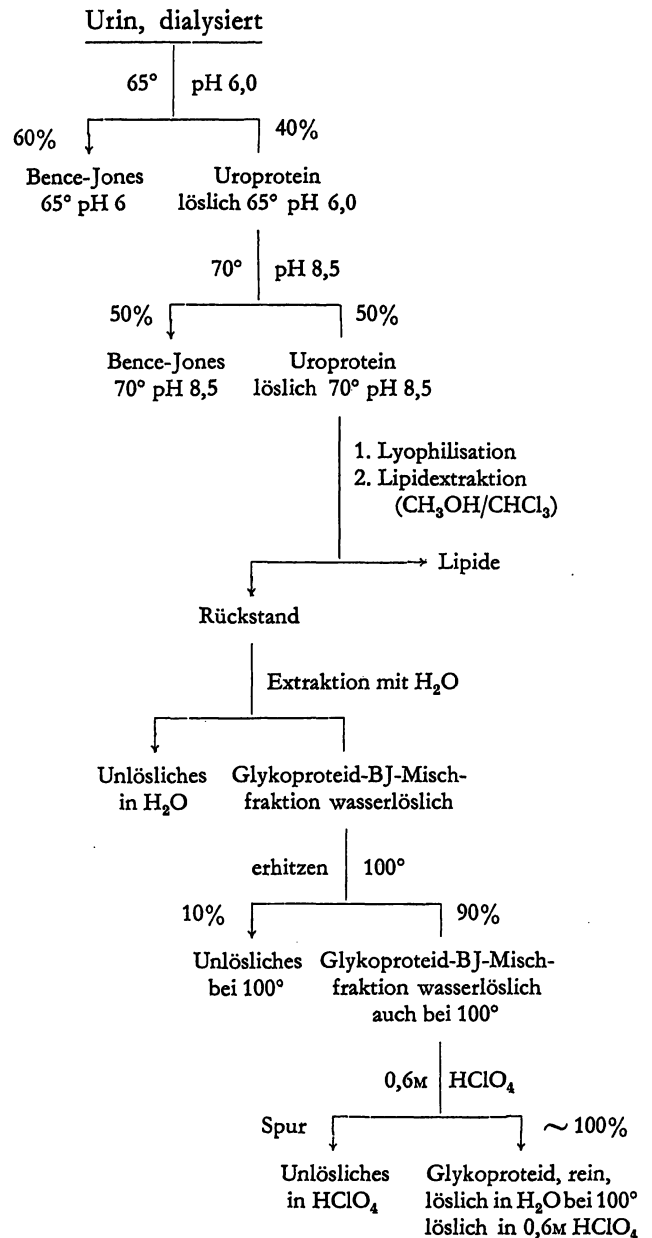 Urin, dialysiert
65° pH 6,0
60% 40%
Bence-Jones Uroprotein
65° pH 6 löslich 65° pH 6,0
70° pH 8,5
50% 50%
Bence-Jones Uroprotein
70° pH 8,5 löslich 70° pH 8,5
1. Lyophilisation
2. Lipidextraktion
(CH₃OH/CHCl₃)
Lipide
Rückstand
Extraktion mit H₂O
Unlösliches Glykoproteid-BJ-Misch-
in H₂O fraktion wasserlöslich
erhitzen 100°
10% 90%
Unlösliches Glykoproteid-BJ-Misch-
bei 100° fraktion wasserlöslich
auch bei 100°
0,6м HClO₄
Spur ~100%
Unlösliches Glykoproteid, rein,
in HClO₄ löslich in H₂O bei 100°
löslich in 0,6м HClO₄